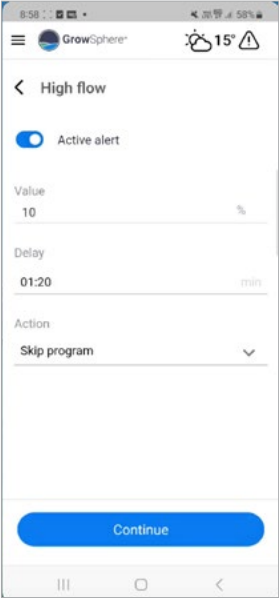 8:58
58%
GrowSphere
15°
High flow
Active alert
Value
10 %
Delay
01:20 min
Action
Skip program
Continue